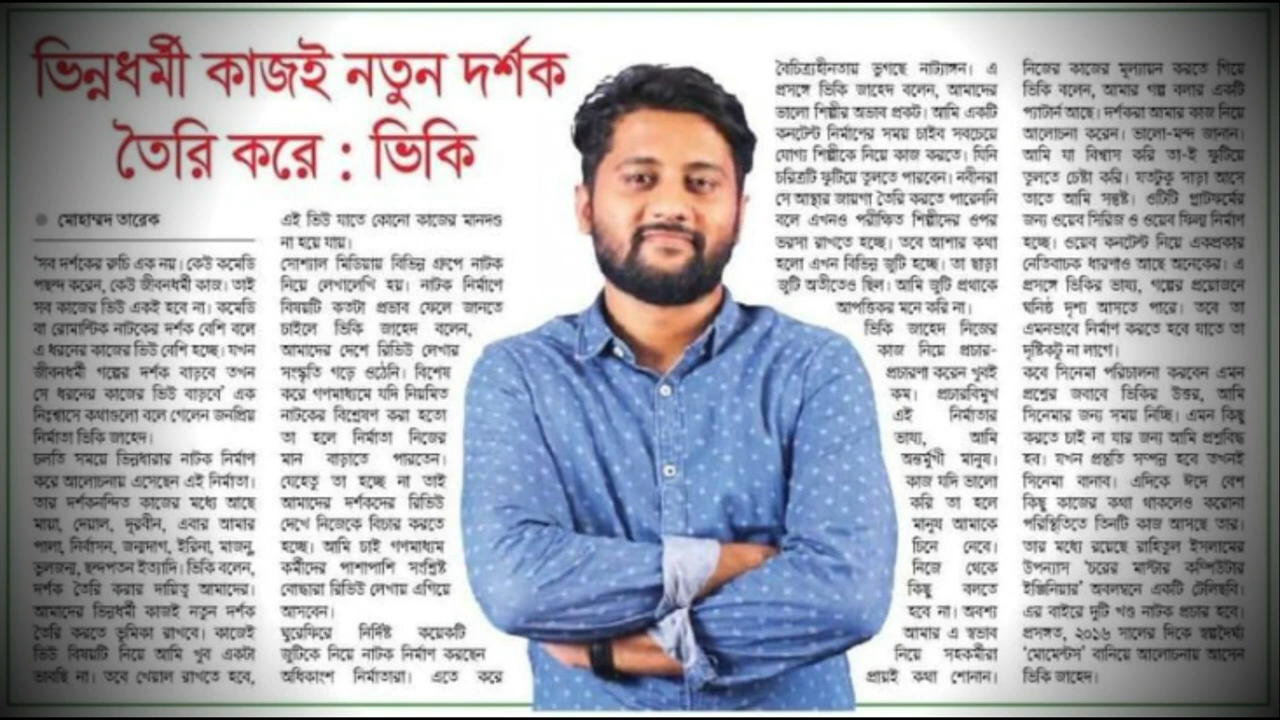 ভিন্নধর্মী কাজই নতুন দর্শক
তৈরি করে : ভিকি
মোহাম্মদ তারেক
'সব দর্শকের রুচি এক নয়। কেউ কমেডি
পছন্দ করেন, কেউ জীবনধর্মী কাজ। তাই
সব কাজের ভিউ একই হবে না। কমেডি
বা রোমান্টিক নাটকের দর্শক বেশি বলে
এ ধরনের কাজের ভিউ বেশি হচ্ছে। যখন
জীবনধর্মী গল্পের দর্শক বাড়বে তখন
সে ধরনের কাজের ভিউ বাড়বে' এক
নিঃশ্বাসে কথাগুলো বলে গেলেন জনপ্রিয়
নির্মাতা ভিকি জাহেদ।
চলতি সময়ে ভিন্নধারার নাটক নির্মাণ
করে আলোচনায় এসেছেন এই নির্মাতা।
তার দর্শকনন্দিত কাজের মধ্যে আছে
মায়া, দেয়াল, দূরবীন, এবার আমার
পালা, নির্বাসন, জন্মদাগ, ইরিনা, মাজনু,
ভুলজন্ম, ছন্দপতন ইত্যাদি। ভিকি বলেন,
দর্শক তৈরি করার দায়িত্ব আমাদের।
আমাদের ভিন্নধর্মী কাজই নতুন দর্শক
তৈরি করতে ভূমিকা রাখবে। কাজেই
ভিউ বিষয়টি নিয়ে আমি খুব একটা
ভাবছি না। তবে খেয়াল রাখতে হবে,
এই ভিউ যাতে কোনো কাজের মানদণ্ড
না হয়ে যায়।
সোশ্যাল মিডিয়ায় বিভিন্ন গ্রুপে নাটক
নিয়ে লেখালেখি হয়। নাটক নির্মাণে
বিষয়টি কতটা প্রভাব ফেলে জানতে
চাইলে ভিকি জাহেদ বলেন,
আমাদের দেশে রিভিউ লেখার
সংস্কৃতি গড়ে ওঠেনি। বিশেষ
করে গণমাধ্যমে যদি নিয়মিত
নাটকের বিশ্লেষণ করা হতো
তা হলে নির্মাতা নিজের
মান বাড়াতে পারতেন।
যেহেতু তা হচ্ছে না তাই
আমাদের দর্শকদের রিভিউ
দেখে নিজেকে বিচার করতে
হচ্ছে। আমি চাই গণমাধ্যম
কর্মীদের পাশাপাশি সংশ্লিষ্ট
বোদ্ধারা রিভিউ লেখায় এগিয়ে
আসবেন।
ঘুরেফিরে নির্দিষ্ট কয়েকটি
জুটিকে নিয়ে নাটক নির্মাণ করছেন
অধিকাংশ নির্মাতারা। এতে করে
বৈচিত্র্যহীনতায় ভুগছে নাট্যাঙ্গন। এ
প্রসঙ্গে ভিকি জাহেদ বলেন, আমাদের
ভালো শিল্পীর অভাব প্রকট। আমি একটি
কনটেন্ট নির্মাণের সময় চাইব সবচেয়ে
যোগ্য শিল্পীকে নিয়ে কাজ করতে। যিনি
চরিত্রটি ফুটিয়ে তুলতে পারবেন। নবীনরা
সে আস্থার জায়গা তৈরি করতে পারেননি
বলে এখনও পরীক্ষিত শিল্পীদের ওপর
ভরসা রাখতে হচ্ছে। তবে আশার কথা
হলো এখন বিভিন্ন জুটি হচ্ছে। তা ছাড়া
জুটি অতীতেও ছিল। আমি জুটি প্রথাকে
আপত্তিকর মনে করি না।
ভিকি জাহেদ নিজের
কাজ নিয়ে প্রচার-
প্রচারণা করেন খুবই
কম। প্রচারবিমুখ
এই নির্মাতার
ভাষ্য, আমি
অন্তর্মুখী মানুষ।
কাজ যদি ভালো
করি তা হলে
মানুষ আমাকে
চিনে নেবে।
নিজে থেকে
কিছু বলতে
হবে না। অবশ্য
আমার এ স্বভাব
নিয়ে সহকর্মীরা
প্রায়ই কথা শোনান।
নিজের কাজের মূল্যায়ন করতে গিয়ে
ভিকি বলেন, আমার গল্প বলার একটি
প্যাটার্ন আছে। দর্শকরা আমার কাজ নিয়ে
আলোচনা করেন। ভালো-মন্দ জানান।
আমি যা বিশ্বাস করি তা-ই ফুটিয়ে
তুলতে চেষ্টা করি। যতটুকু সাড়া আসে
তাতে আমি সন্তুষ্ট। ওটিটি প্লাটফর্মের
জন্য ওয়েব সিরিজ ও ওয়েব ফিল্ম নির্মাণ
হচ্ছে। ওয়েব কনটেন্ট নিয়ে একপ্রকার
নেতিবাচক ধারণাও আছে অনেকের। এ
প্রসঙ্গে ভিকির ভাষ্য, গল্পের প্রয়োজনে
ঘনিষ্ঠ দৃশ্য আসতে পারে। তবে তা
এমনভাবে নির্মাণ করতে হবে যাতে তা
দৃষ্টিকটু না লাগে।
কবে সিনেমা পরিচালনা করবেন এমন
প্রশ্নের জবাবে ভিকির উত্তর, আমি
সিনেমার জন্য সময় নিচ্ছি। এমন কিছু
করতে চাই না যার জন্য আমি প্রশ্নবিদ্ধ
হব। যখন প্রস্তুতি সম্পন্ন হবে তখনই
সিনেমা বানাব। এদিকে ঈদে বেশ
কিছু কাজের কথা থাকলেও করোনা
পরিস্থিতিতে তিনটি কাজ আসছে তার।
তার মধ্যে রয়েছে রাহিতুল ইসলামের
উপন্যাস 'চরের মাস্টার কম্পিউটার
ইঞ্জিনিয়ার' অবলম্বনে একটি টেলিছবি।
এর বাইরে দুটি খণ্ড নাটক প্রচার হবে।
প্রসঙ্গত, ২০১৬ সালের দিকে স্বল্পদৈর্ঘ্য
'মোমেন্টস' বানিয়ে আলোচনায় আসেন
ভিকি জাহেদ।